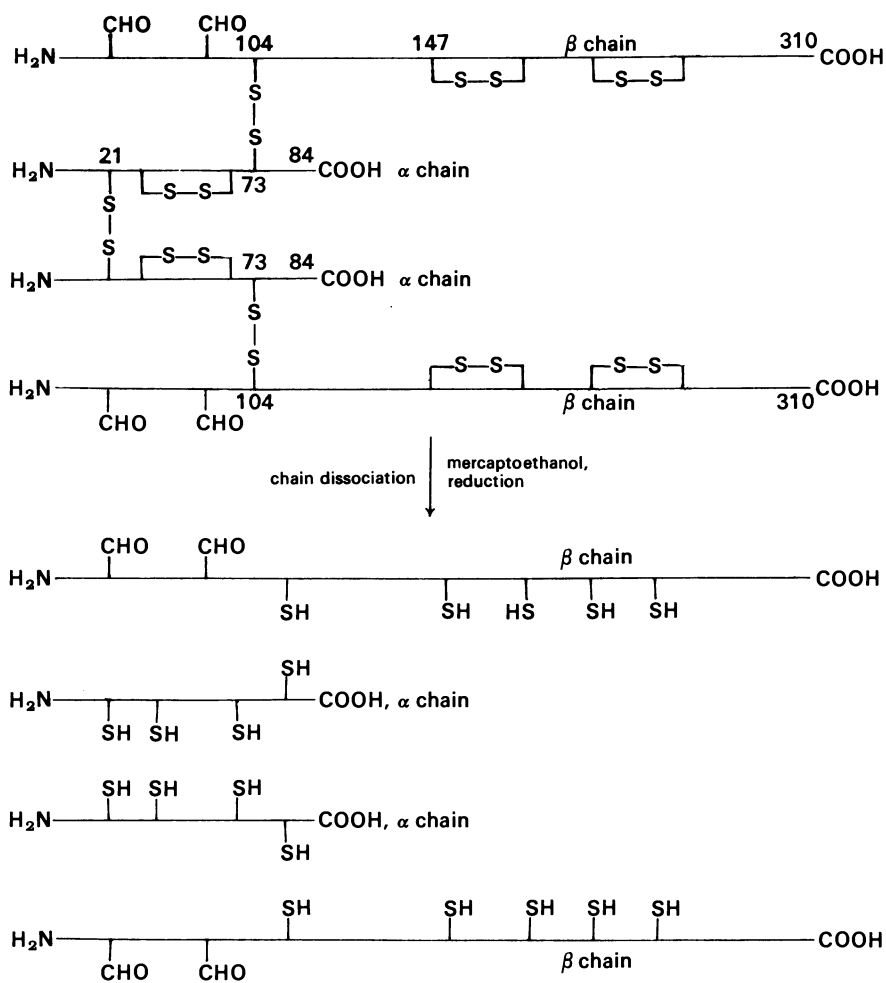 CHO CHO
104 147 β chain 310
H₂N COOH
S—S S—S
S
S
21 84
H₂N COOH α chain
S—S 73
S
S
S—S 73 84
H₂N COOH α chain
S
S
S—S S—S
H₂N COOH
CHO CHO 104 β chain 310
chain dissociation mercaptoethanol,
reduction
CHO CHO β chain
H₂N COOH
SH SH HS SH SH
SH
H₂N COOH, α chain
SH SH SH
SH SH SH
H₂N COOH, α chain
SH
SH SH SH SH SH
H₂N COOH
CHO CHO β chain